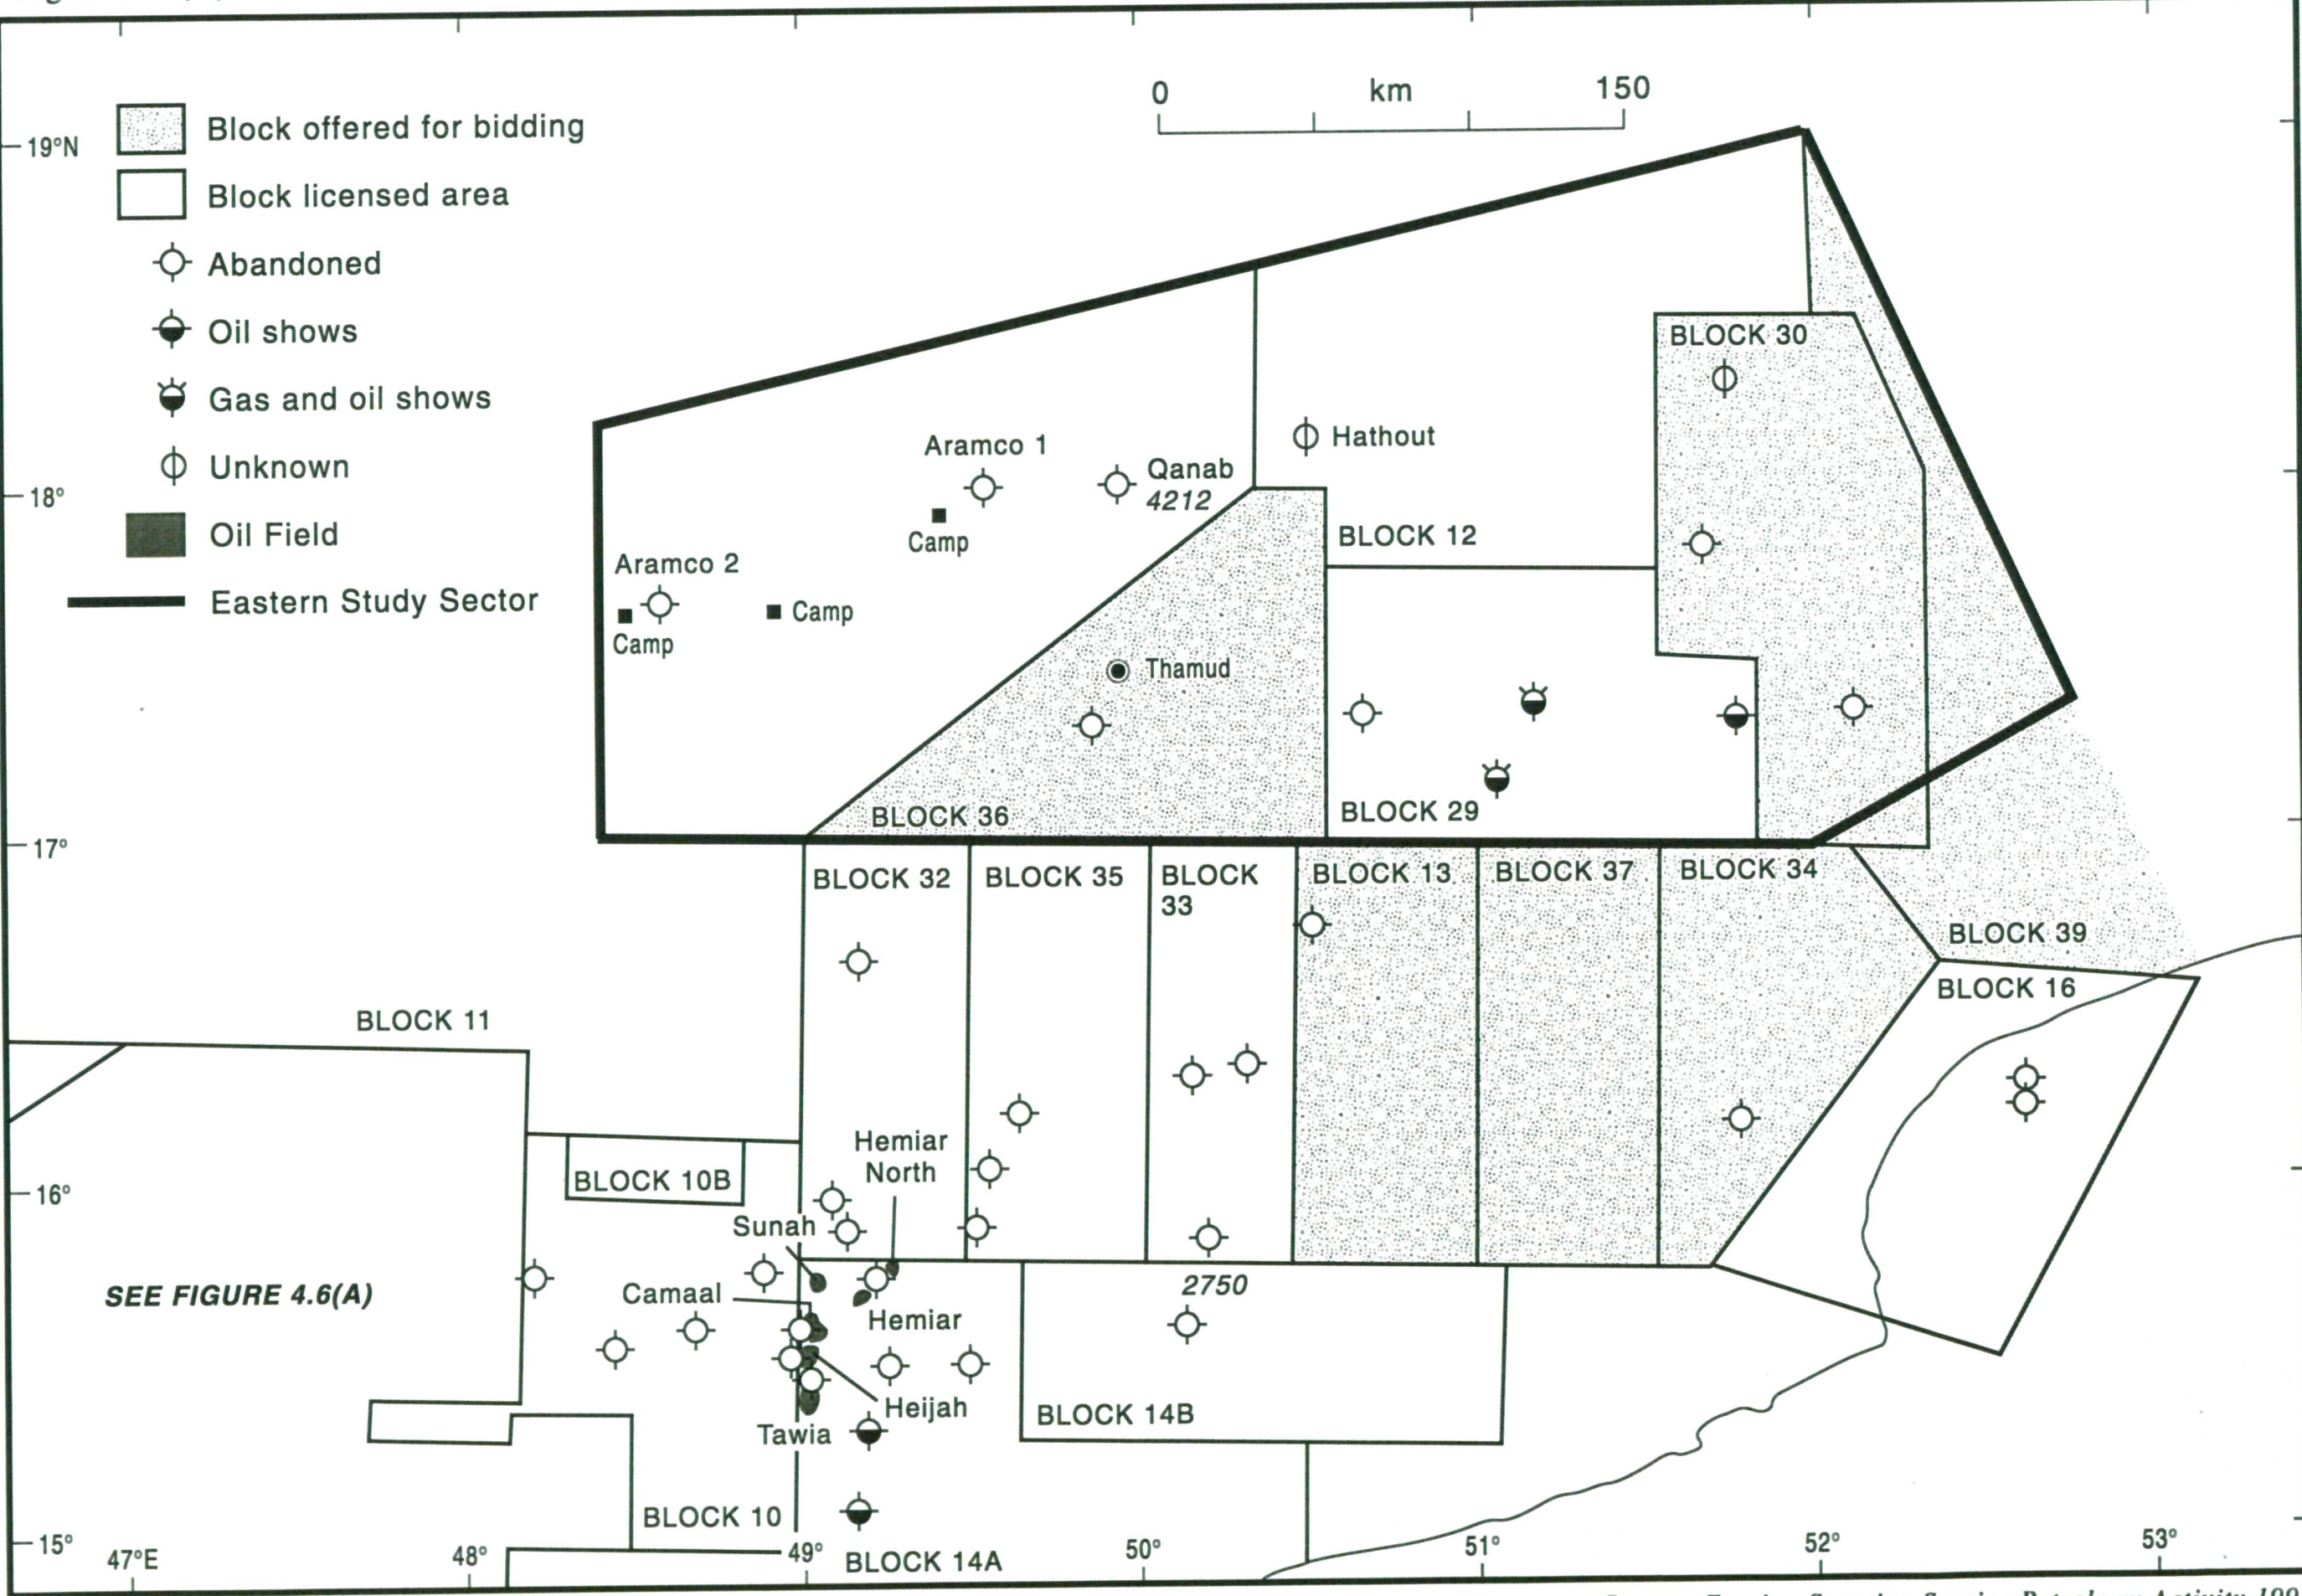 0 km 150
Block offered for bidding
19°N
Block licensed area
Abandoned
Oil shows
BLOCK 30
Gas and oil shows
Aramco 1
Hathout
Unknown
Qanab
18°
4212
Oil Field
Camp
BLOCK 12
Aramco 2
Eastern Study Sector
Camp
Camp
Thamud
BLOCK 36
BLOCK 29
17°
BLOCK 32
BLOCK 35
BLOCK
33
BLOCK 13
BLOCK 37
BLOCK 34
BLOCK 39
BLOCK 16
BLOCK 11
Hemiar
North
BLOCK 10B
16°
Sunah
SEE FIGURE 4.6(A)
Camaal
2750
Hemiar
Heijah
BLOCK 14B
Tawia
BLOCK 10
15°
47°E
48°
49°
BLOCK 14A
50°
51°
52°
53°